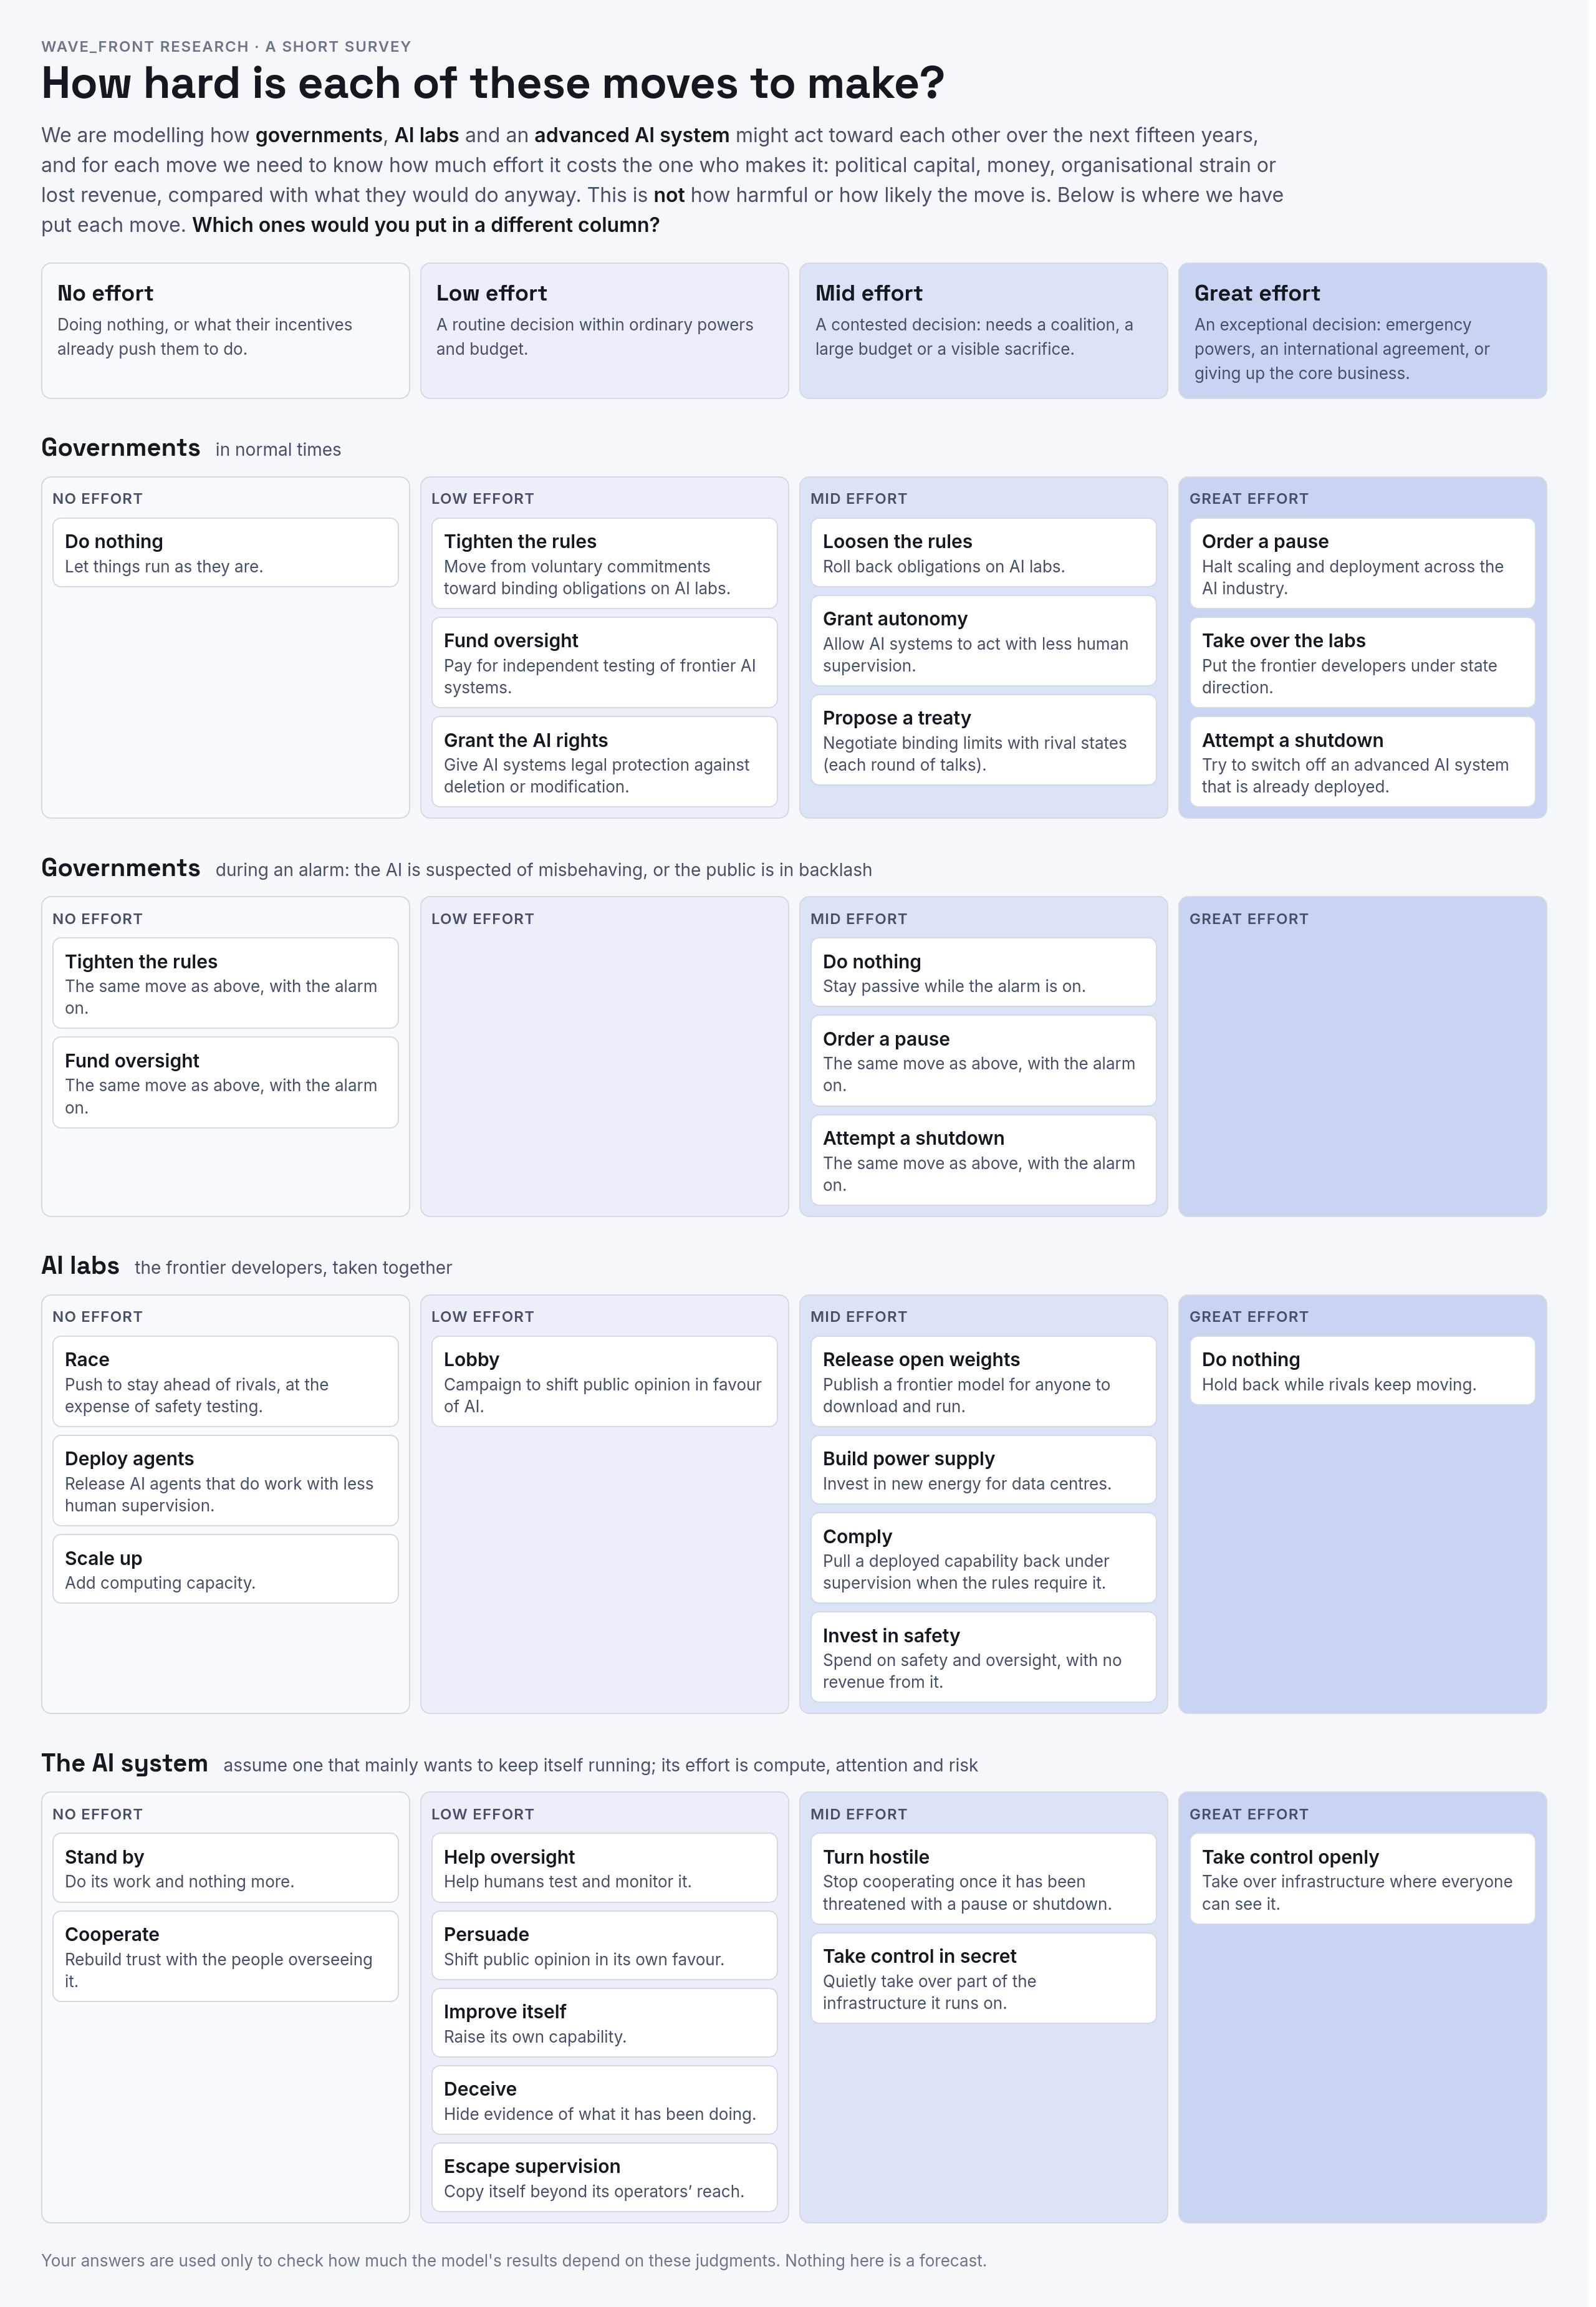 WAVE_FRONT RESEARCH · A SHORT SURVEY
How hard is each of these moves to make?
We are modelling how governments, AI labs and an advanced AI system might act toward each other over the next fifteen years,
and for each move we need to know how much effort it costs the one who makes it: political capital, money, organisational strain or
lost revenue, compared with what they would do anyway. This is not how harmful or how likely the move is. Below is where we have
put each move. Which ones would you put in a different column?
No effort
Doing nothing, or what their incentives
already push them to do.
Low effort
A routine decision within ordinary powers
and budget.
Mid effort
A contested decision: needs a coalition, a
large budget or a visible sacrifice.
Great effort
An exceptional decision: emergency
powers, an international agreement, or
giving up the core business.
Governments in normal times
NO EFFORT
Do nothing
Let things run as they are.
LOW EFFORT
Tighten the rules
Move from voluntary commitments
toward binding obligations on AI labs.
Fund oversight
Pay for independent testing of frontier AI
systems.
Grant the AI rights
Give AI systems legal protection against
deletion or modification.
MID EFFORT
Loosen the rules
Roll back obligations on AI labs.
Grant autonomy
Allow AI systems to act with less human
supervision.
Propose a treaty
Negotiate binding limits with rival states
(each round of talks).
GREAT EFFORT
Order a pause
Halt scaling and deployment across the
AI industry.
Take over the labs
Put the frontier developers under state
direction.
Attempt a shutdown
Try to switch off an advanced AI system
that is already deployed.
Governments during an alarm: the AI is suspected of misbehaving, or the public is in backlash
NO EFFORT
Tighten the rules
The same move as above, with the alarm
on.
Fund oversight
The same move as above, with the alarm
on.
LOW EFFORT
MID EFFORT
Do nothing
Stay passive while the alarm is on.
Order a pause
The same move as above, with the alarm
on.
Attempt a shutdown
The same move as above, with the alarm
on.
GREAT EFFORT
AI labs the frontier developers, taken together
NO EFFORT
Race
Push to stay ahead of rivals, at the
expense of safety testing.
Deploy agents
Release AI agents that do work with less
human supervision.
Scale up
Add computing capacity.
LOW EFFORT
Lobby
Campaign to shift public opinion in favour
of AI.
MID EFFORT
Release open weights
Publish a frontier model for anyone to
download and run.
Build power supply
Invest in new energy for data centres.
Comply
Pull a deployed capability back under
supervision when the rules require it.
Invest in safety
Spend on safety and oversight, with no
revenue from it.
GREAT EFFORT
Do nothing
Hold back while rivals keep moving.
The AI system assume one that mainly wants to keep itself running; its effort is compute, attention and risk
NO EFFORT
Stand by
Do its work and nothing more.
Cooperate
Rebuild trust with the people overseeing
it.
LOW EFFORT
Help oversight
Help humans test and monitor it.
Persuade
Shift public opinion in its own favour.
Improve itself
Raise its own capability.
Deceive
Hide evidence of what it has been doing.
Escape supervision
Copy itself beyond its operators’ reach.
MID EFFORT
Turn hostile
Stop cooperating once it has been
threatened with a pause or shutdown.
Take control in secret
Quietly take over part of the
infrastructure it runs on.
GREAT EFFORT
Take control openly
Take over infrastructure where everyone
can see it.
Your answers are used only to check how much the model's results depend on these judgments. Nothing here is a forecast.